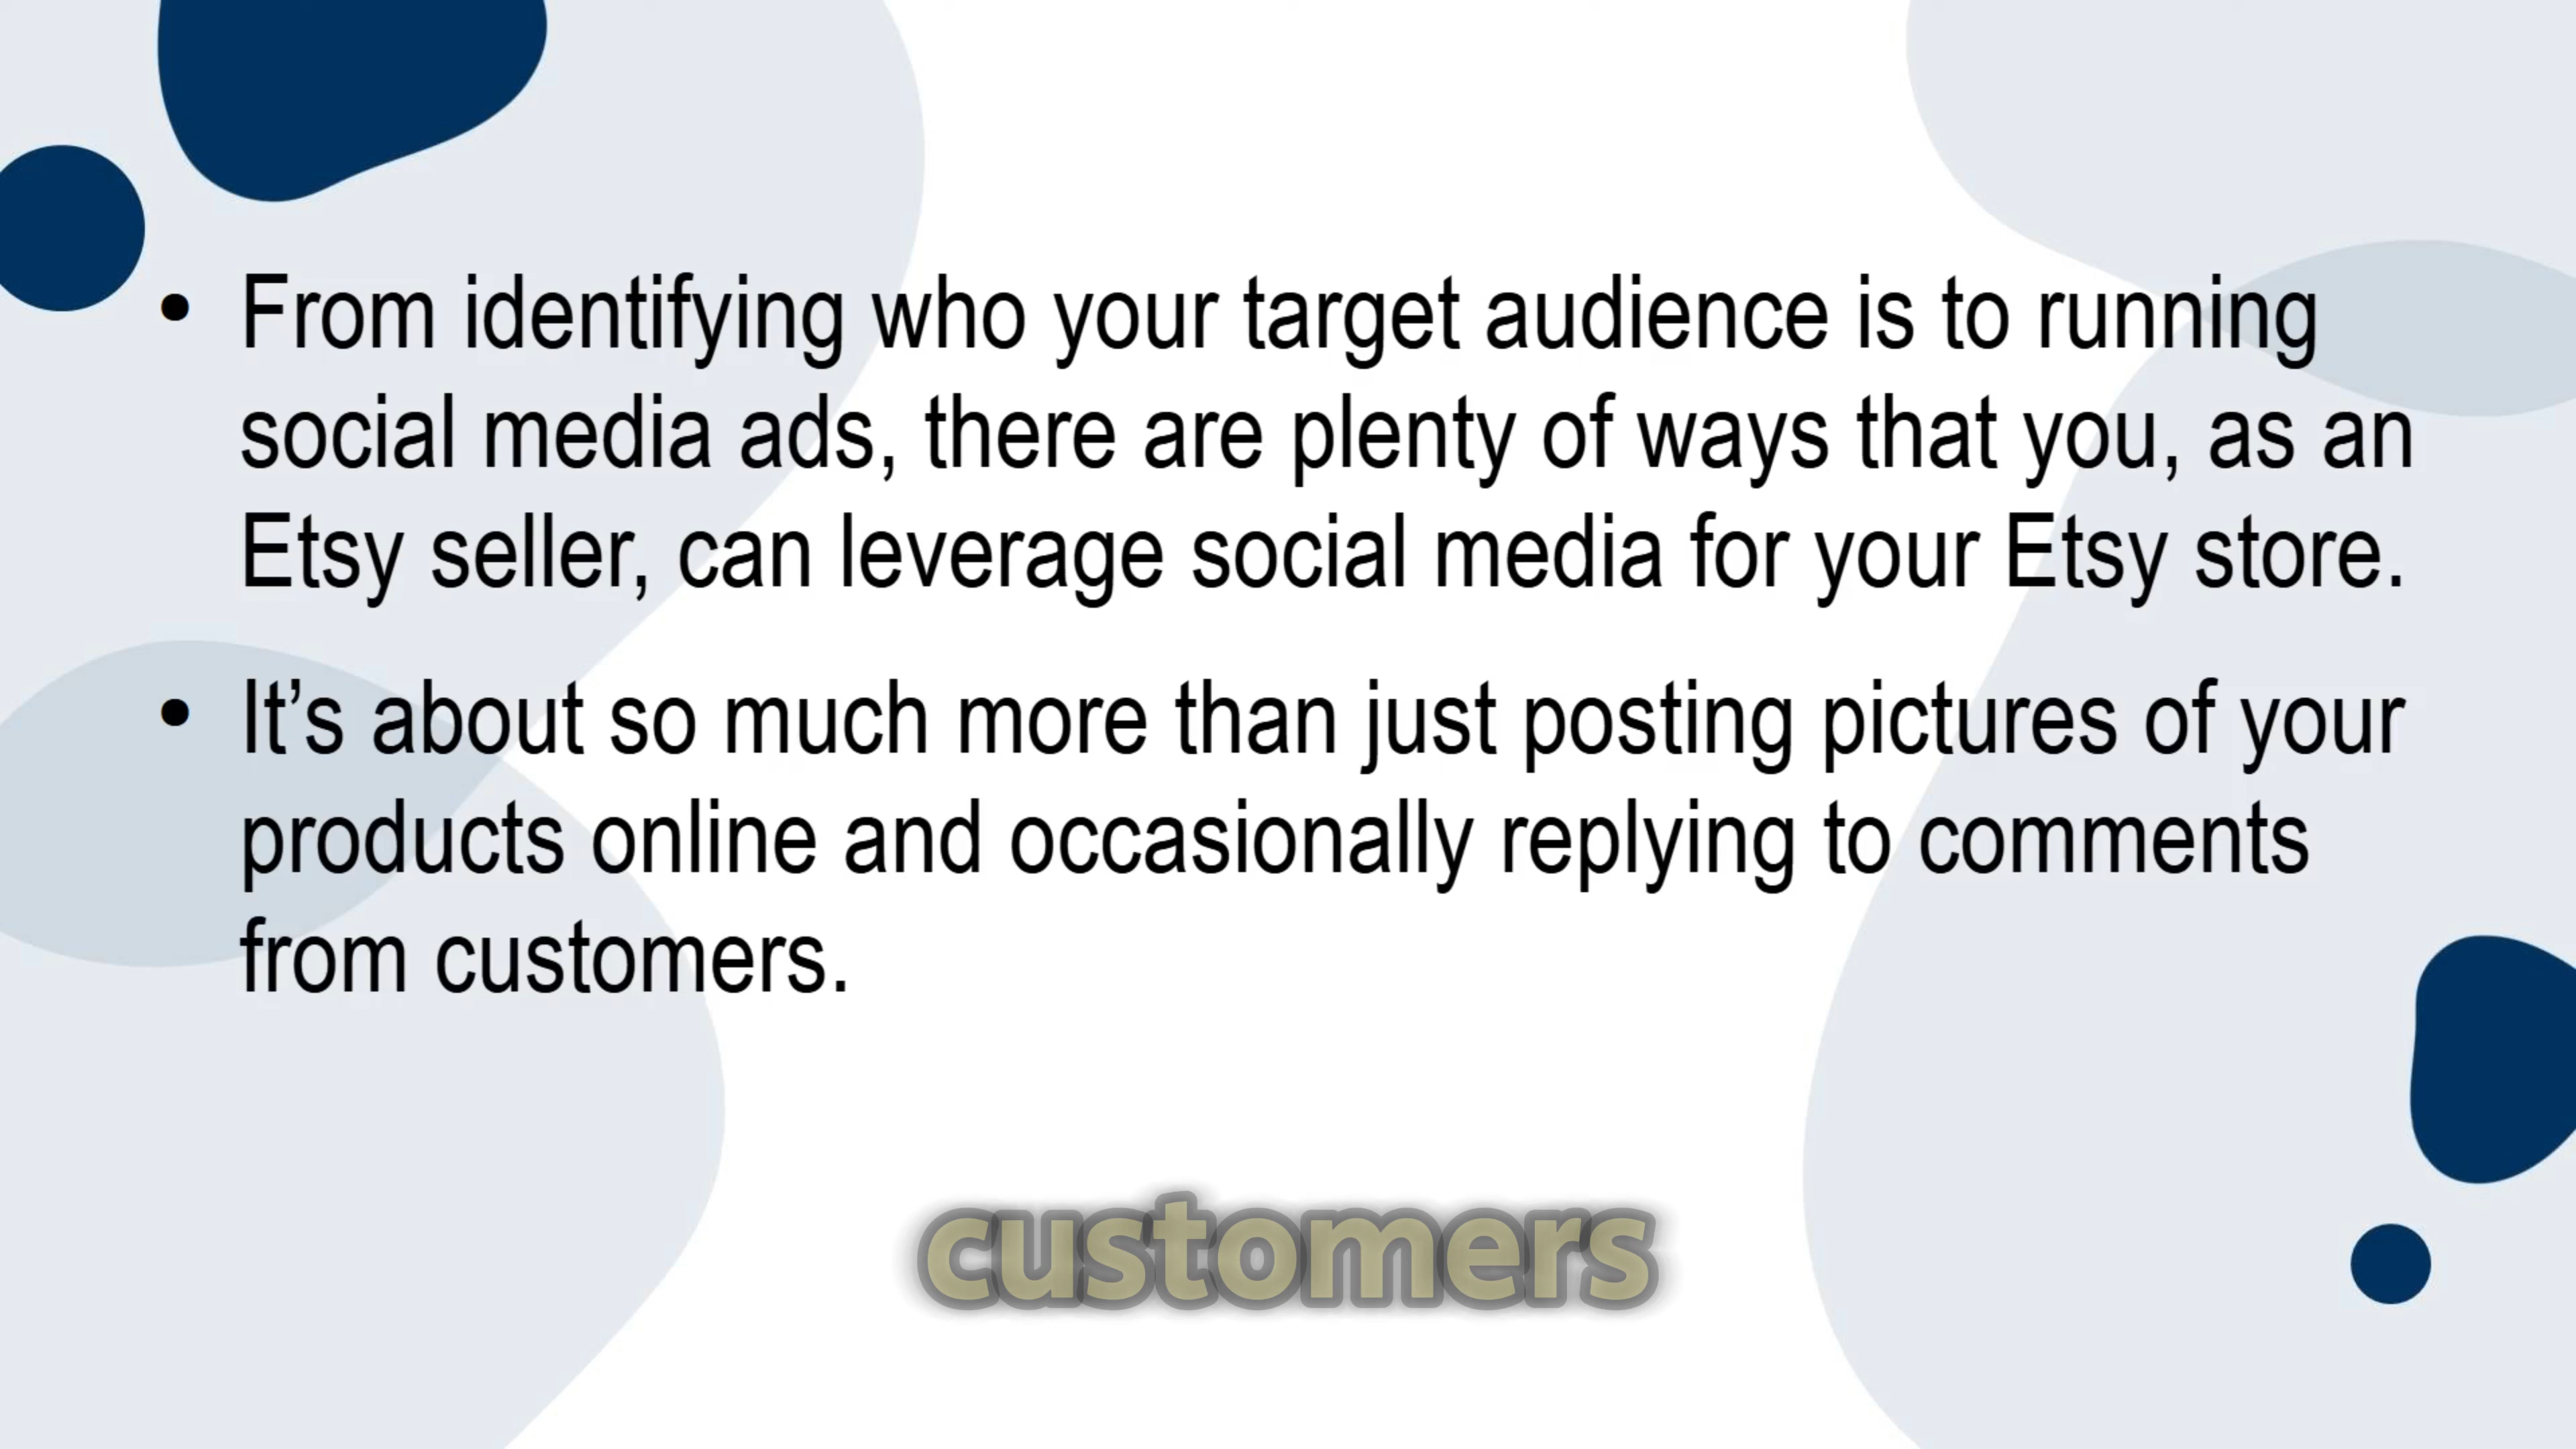 • From identifying who your target audience is to running
social media ads, there are plenty of ways that you, as an
Etsy seller, can leverage social media for your Etsy store.
• It’s about so much more than just posting pictures of your
products online and occasionally replying to comments
from customers.
customers